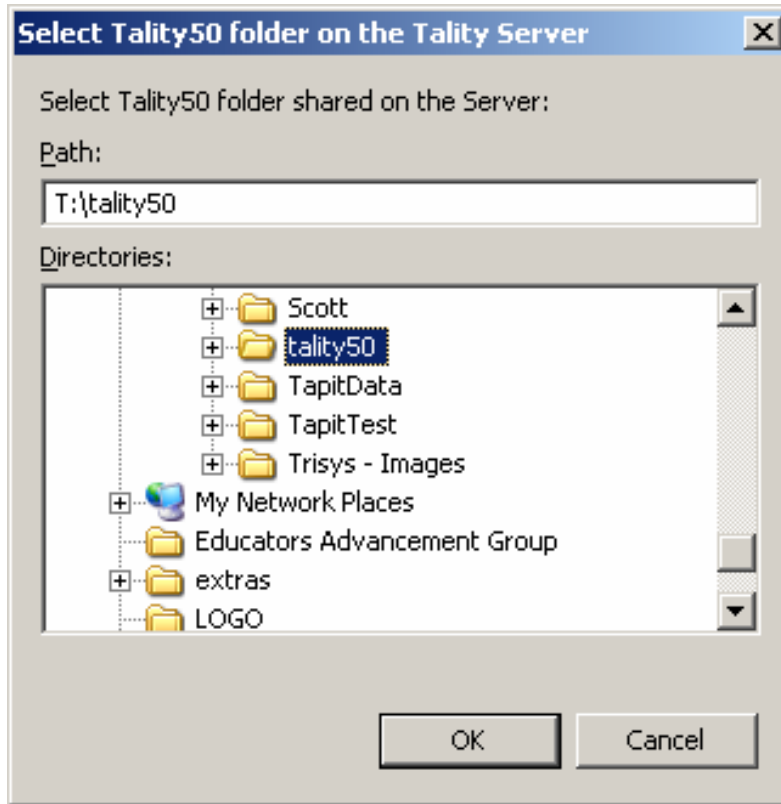 Select Tality50 folder on the Tality Server
Select Tality50 folder shared on the Server:
Path:
T:\tality50
Directories:
Scott
tality50
TapitData
TapitTest
Trisys - Images
My Network Places
Educators Advancement Group
extras
LOGO
OK Cancel